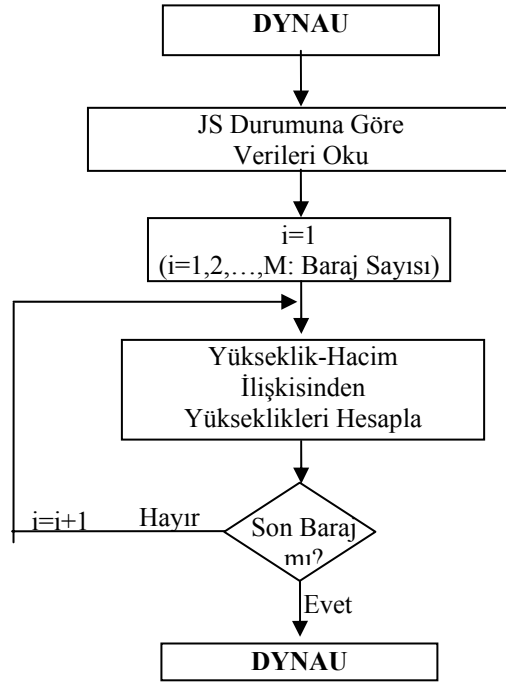 DYNAU
JS Durumuna Göre
Verileri Oku
i=1
(i=1,2,…,M: Baraj Sayısı)
Yükseklik-Hacim
İlişkisinden
Yükseklikleri Hesapla
i=i+1
Hayır
Son Baraj
mı?
Evet
DYNAU